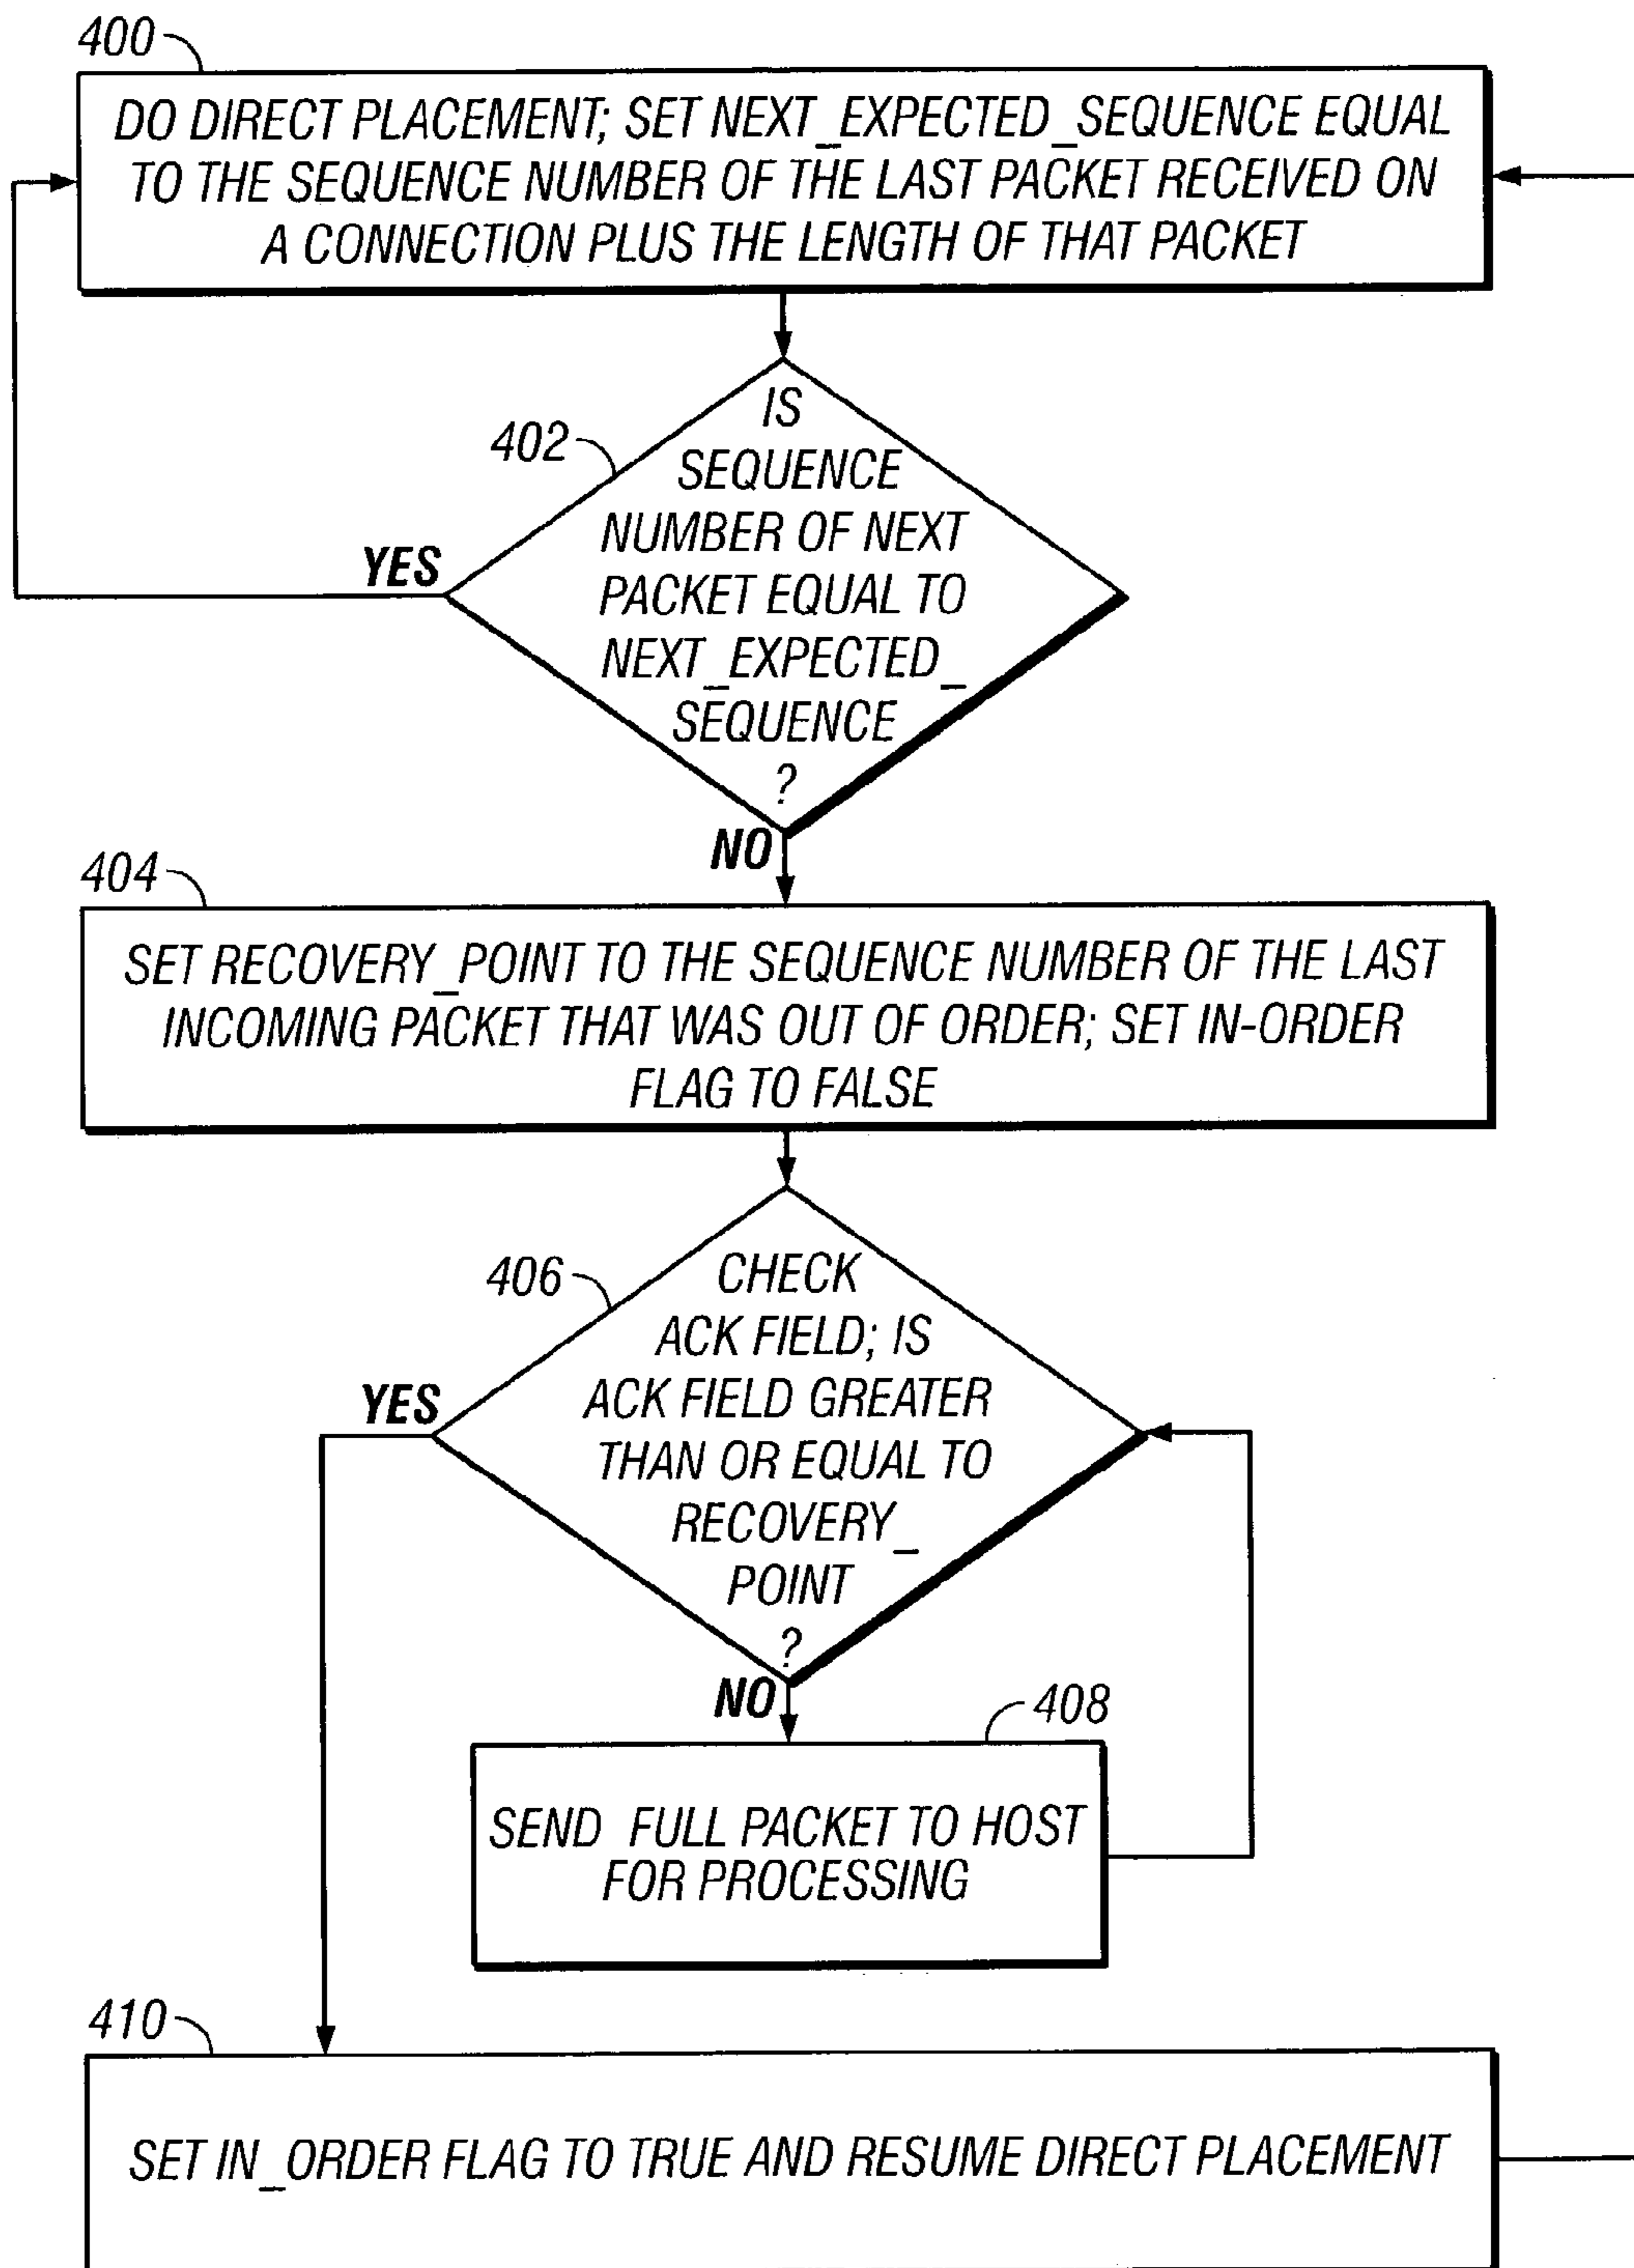 400
DO DIRECT PLACEMENT; SET NEXT_EXPECTED_SEQUENCE EQUAL
TO THE SEQUENCE NUMBER OF THE LAST PACKET RECEIVED ON
A CONNECTION PLUS THE LENGTH OF THAT PACKET
402
IS
SEQUENCE
NUMBER OF NEXT
PACKET EQUAL TO
NEXT_EXPECTED_
SEQUENCE
?
YES
NO
404
SET RECOVERY_POINT TO THE SEQUENCE NUMBER OF THE LAST
INCOMING PACKET THAT WAS OUT OF ORDER; SET IN-ORDER
FLAG TO FALSE
406
CHECK
ACK FIELD; IS
ACK FIELD GREATER
THAN OR EQUAL TO
RECOVERY_
POINT
?
YES
NO
408
SEND FULL PACKET TO HOST
FOR PROCESSING
410
SET IN_ORDER FLAG TO TRUE AND RESUME DIRECT PLACEMENT